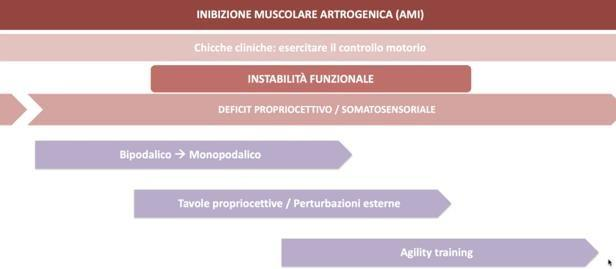 INIBIZIONE MUSCOLARE ARTROGENICA (AMI)
Chicche cliniche: esercitare il controllo motorio
INSTABILITÀ FUNZIONALE
DEFICIT PROPRIOCETTIVO / SOMATOSENSORIALE
Bipodalico → Monopodalico
Tavole propriocettive / Perturbazioni esterne
Agility training